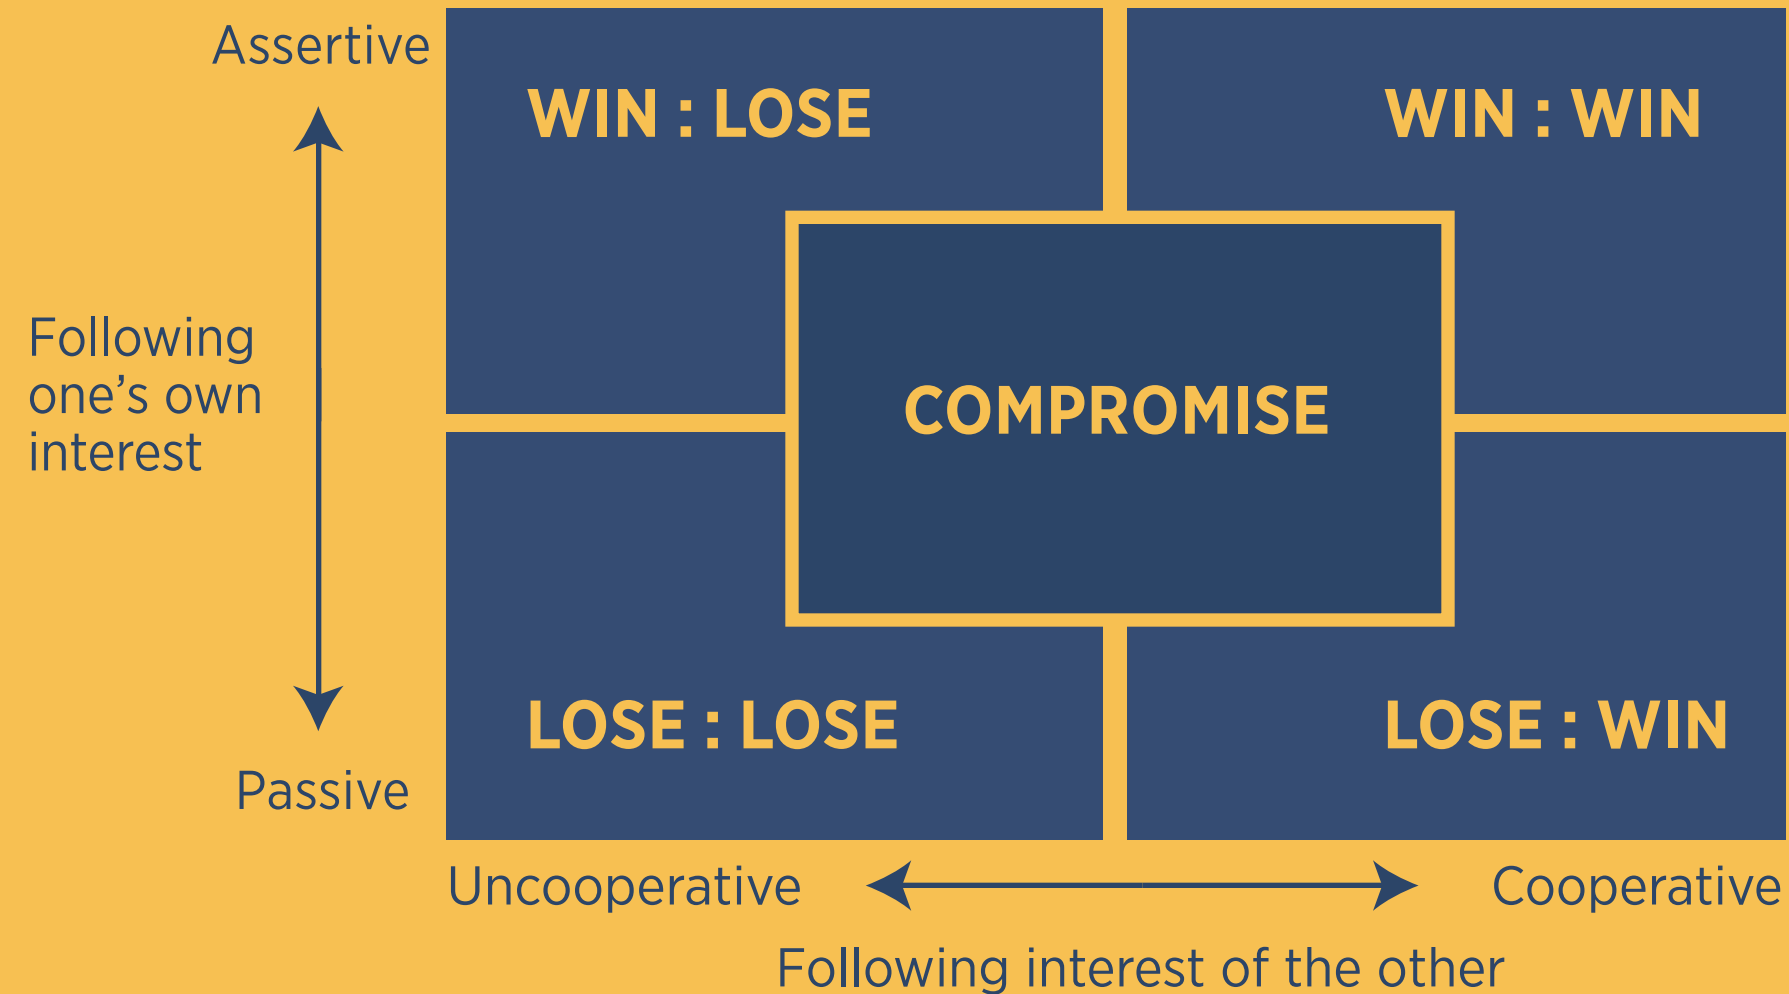 Assertive
WIN : LOSE
WIN : WIN
Following
one’s own
interest
COMPROMISE
LOSE : LOSE
LOSE : WIN
Passive
Uncooperative
Cooperative
Following interest of the other